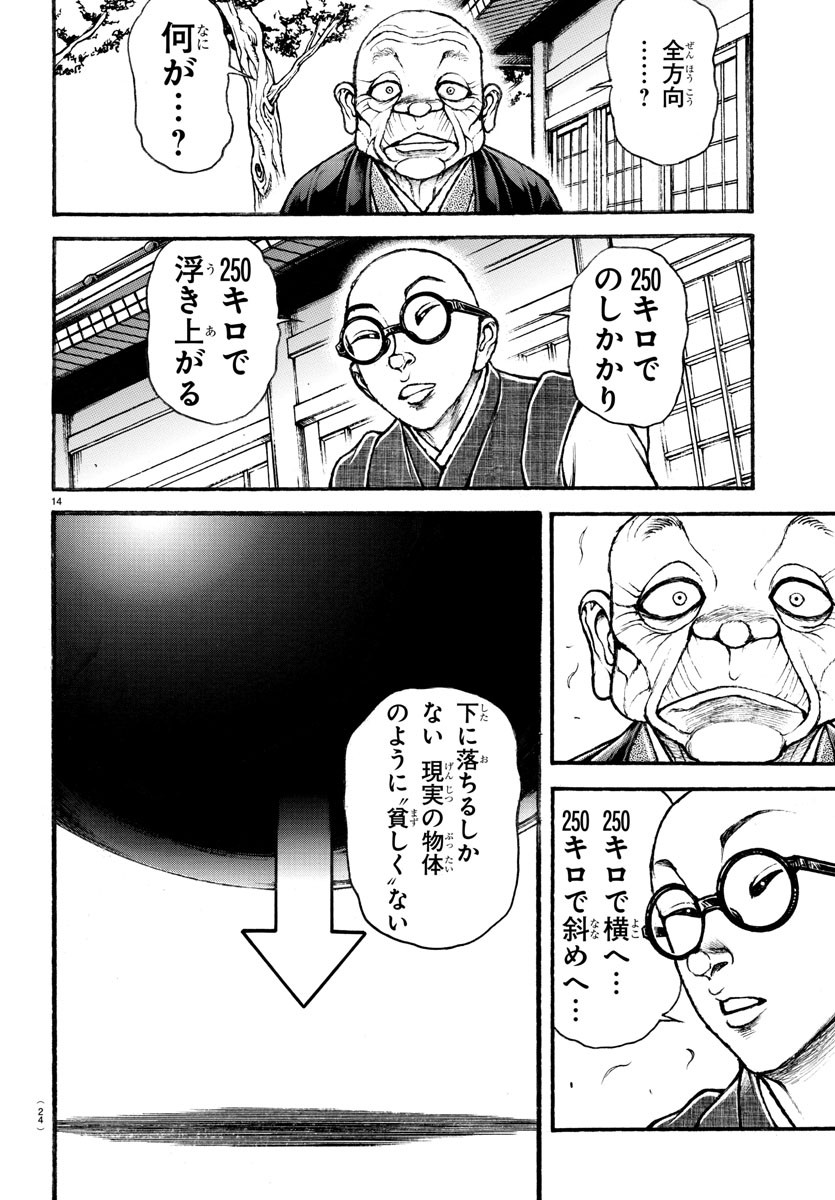 全方向
……？
何が…？
250キロで
のしかかり
250キロで
浮き上がる
250キロで横へ…
250キロで斜めへ…
下に落ちるしか
ない 現実の物体
のように〝貧しく〟ない
14
(24)